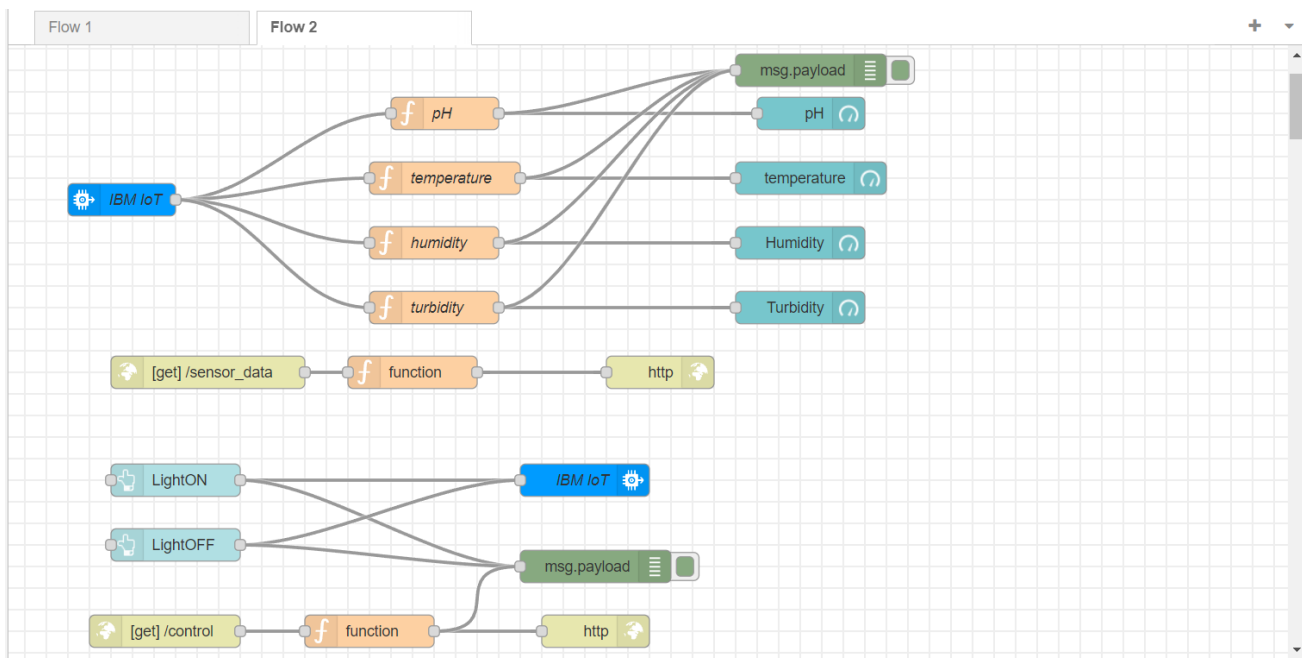 Flow 1
Flow 2
msg.payload
pH
pH
temperature
temperature
IBM IoT
humidity
Humidity
turbidity
Turbidity
[get] /sensor_data
function
http
LightON
IBM IoT
LightOFF
msg.payload
[get] /control
function
http